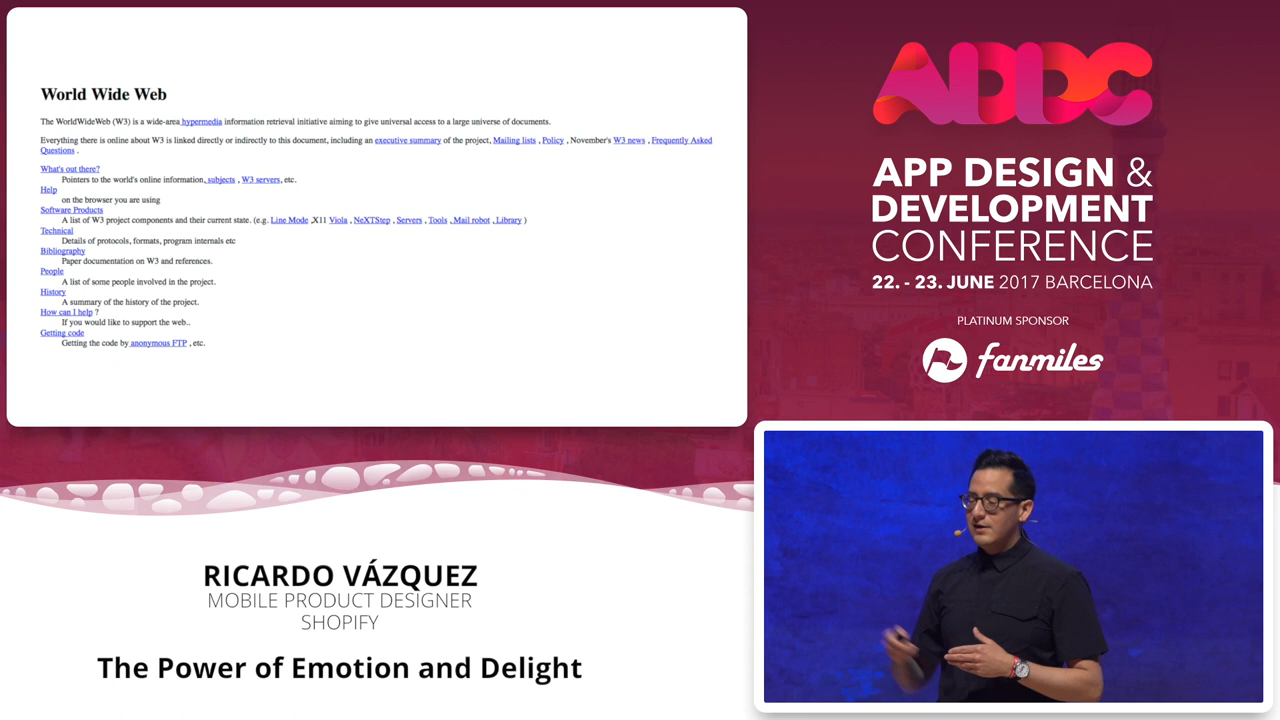 World Wide Web
The WorldWideWeb (W3) is a wide-area hypermedia information retrieval initiative aiming to give universal access to a large universe of documents.
Everything there is online about W3 is linked directly or indirectly to this document, including an executive summary of the project, Mailing lists , Policy , November's W3 news , Frequently Asked
Questions .
What's out there?
Pointers to the world's online information, subjects , W3 servers, etc.
Help
on the browser you are using
Software Products
A list of W3 project components and their current state. (e.g. Line Mode ,X11 Viola , NeXTStep , Servers , Tools , Mail robot , Library )
Technical
Details of protocols, formats, program internals etc
Bibliography
Paper documentation on W3 and references.
People
A list of some people involved in the project.
History
A summary of the history of the project.
How can I help ?
If you would like to support the web..
Getting code
Getting the code by anonymous FTP , etc.
ADDC
APP DESIGN &
DEVELOPMENT
CONFERENCE
22. - 23. JUNE 2017 BARCELONA
PLATINUM SPONSOR
fanmiles
RICARDO VÁZQUEZ
MOBILE PRODUCT DESIGNER
SHOPIFY
The Power of Emotion and Delight